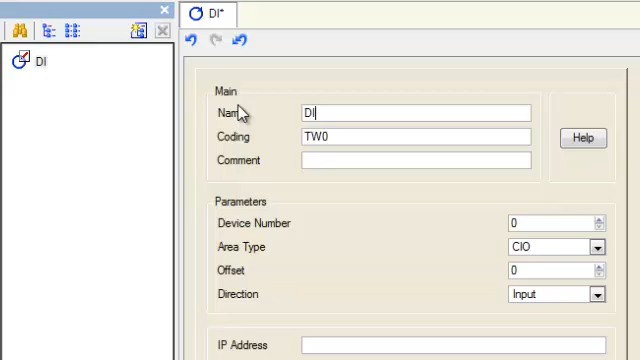 DI*
DI
Main
Name DI
Coding TW0
Help
Comment
Parameters
Device Number 0
Area Type CIO
Offset 0
Direction Input
IP Address